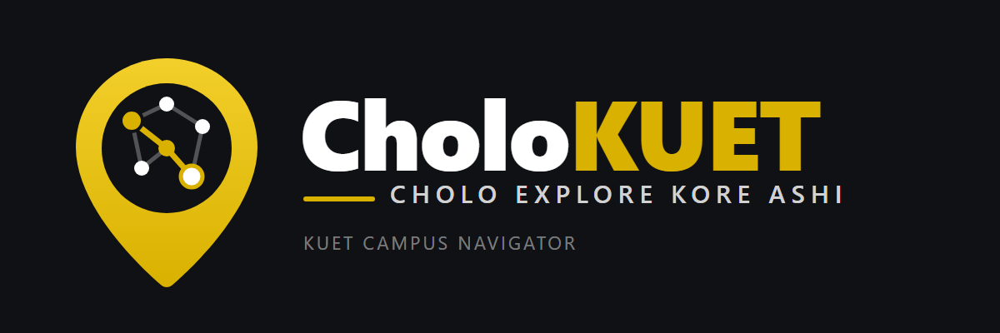 CholoKUET
CHOLO EXPLORE KORE ASHI
KUET CAMPUS NAVIGATOR